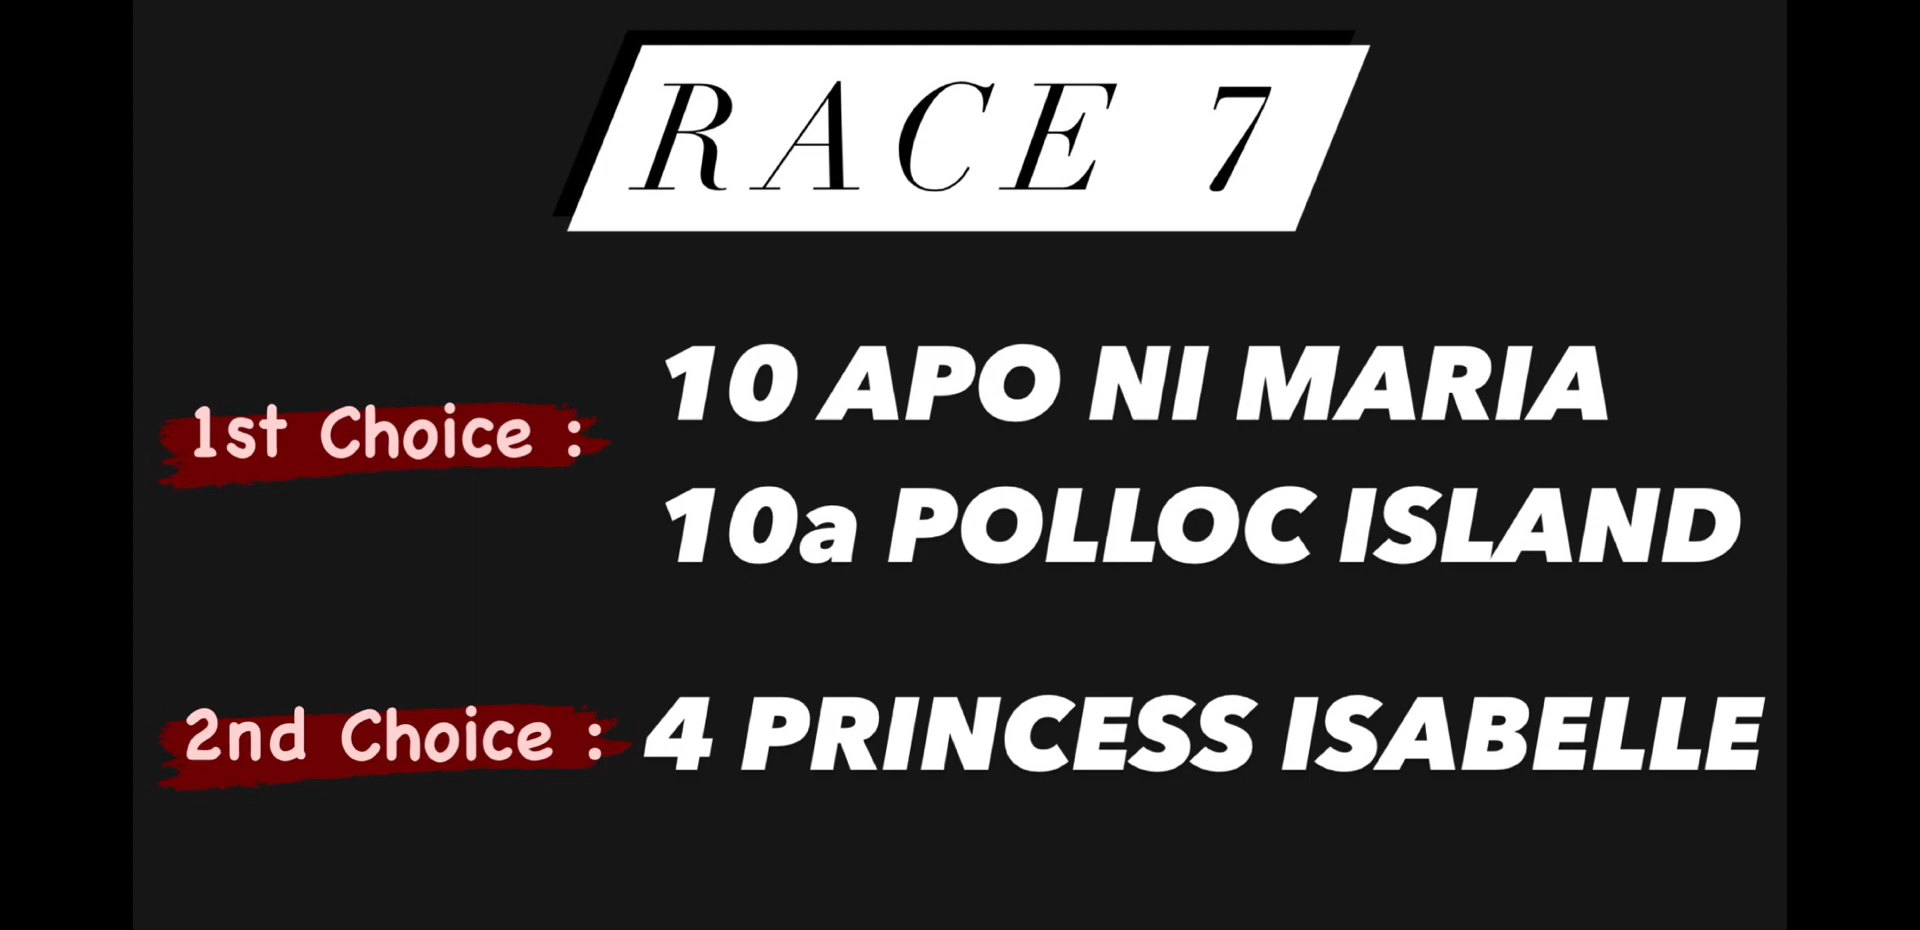 RACE 7
1st Choice :
10 APO NI MARIA
10a POLLOC ISLAND
2nd Choice : 4 PRINCESS ISABELLE